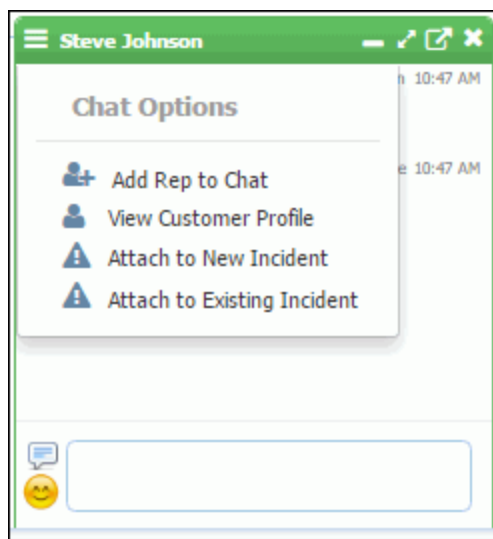 Steve Johnson
10:47 AM
Chat Options
10:47 AM
Add Rep to Chat
View Customer Profile
Attach to New Incident
Attach to Existing Incident